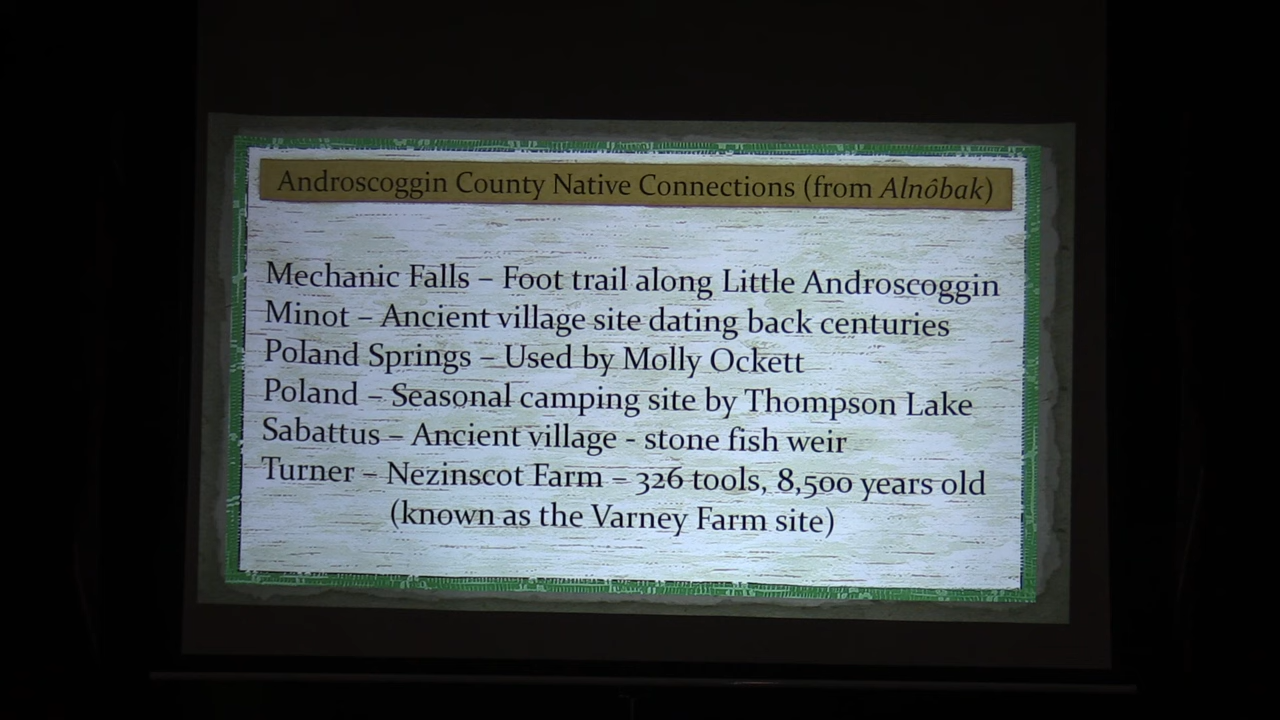 Androscoggin County Native Connections (from Alnôbak)
Mechanic Falls – Foot trail along Little Androscoggin
Minot – Ancient village site dating back centuries
Poland Springs – Used by Molly Ockett
Poland – Seasonal camping site by Thompson Lake
Sabattus – Ancient village - stone fish weir
Turner – Nezinscot Farm – 326 tools, 8,500 years old
(known as the Varney Farm site)